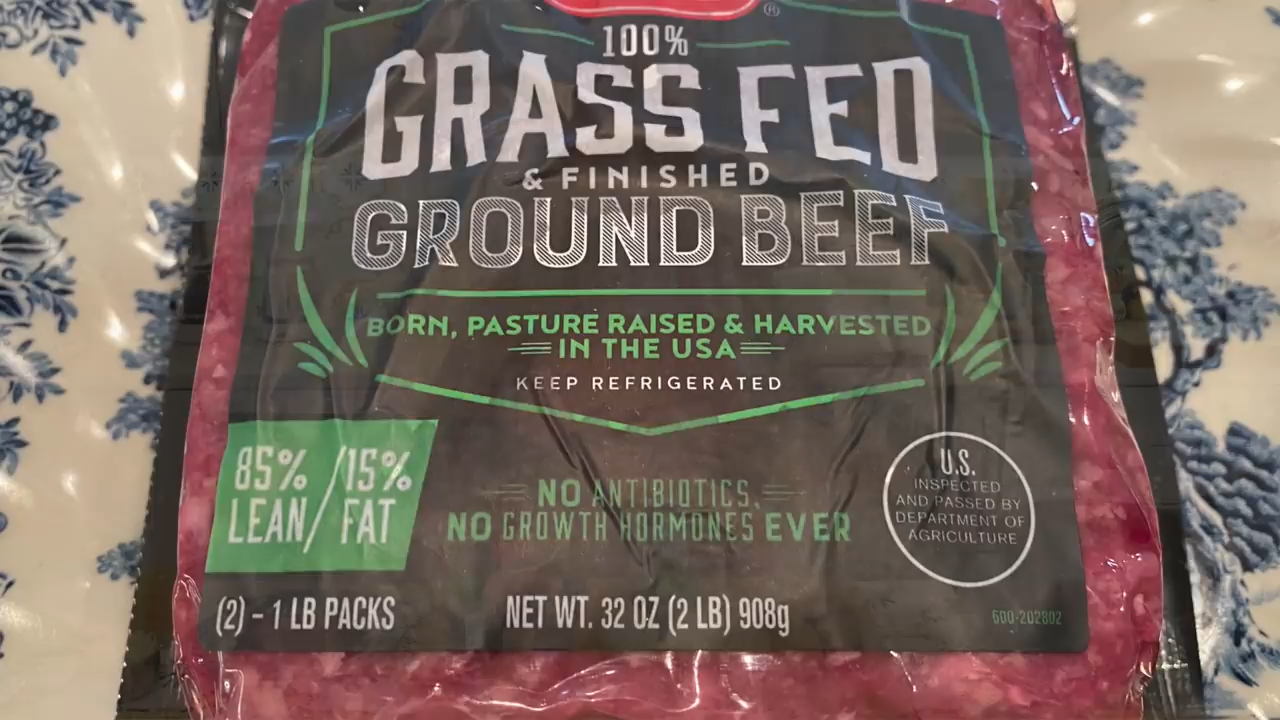 ®
100%
GRASS FED
& FINISHED
GROUND BEEF
BORN, PASTURE RAISED & HARVESTED
IN THE USA
KEEP REFRIGERATED
85% LEAN / 15% FAT
NO ANTIBIOTICS,
NO GROWTH HORMONES EVER
U.S.
INSPECTED
AND PASSED BY
DEPARTMENT OF
AGRICULTURE
(2) – 1 LB PACKS
NET WT. 32 OZ (2 LB) 908g
600-202802